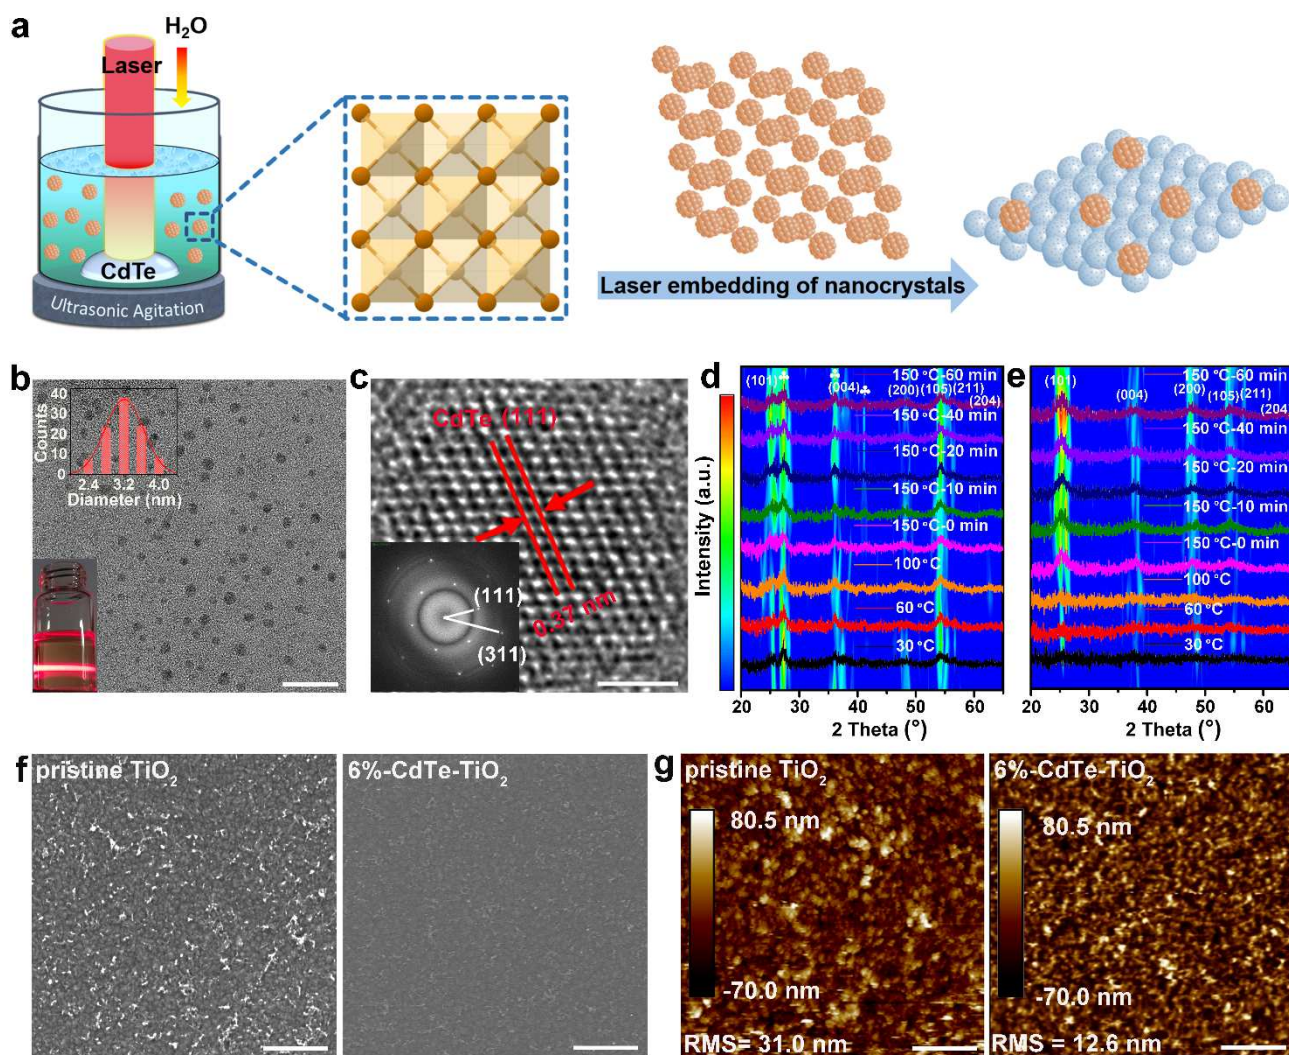 a
H₂O
Laser
CdTe
Ultrasonic Agitation
Laser embedding of nanocrystals
b
Counts
40
30
20
10
0
2.4 3.2 4.0
Diameter (nm)
c
CdTe (111)
0.37 nm
(111)
(311)
d
Intensity (a.u.)
(101) ♣ ♣ (004) ♣ (200) (105) (211) (204)
150 °C-60 min
150 °C-40 min
150 °C-20 min
150 °C-10 min
150 °C-0 min
100 °C
60 °C
30 °C
20 30 40 50 60
2 Theta (°)
e
(101) (004) (200) (105) (211) (204)
150 °C-60 min
150 °C-40 min
150 °C-20 min
150 °C-10 min
150 °C-0 min
100 °C
60 °C
30 °C
20 30 40 50 60
2 Theta (°)
f
pristine TiO₂
6%-CdTe-TiO₂
g
pristine TiO₂
80.5 nm
-70.0 nm
RMS= 31.0 nm
6%-CdTe-TiO₂
80.5 nm
-70.0 nm
RMS = 12.6 nm